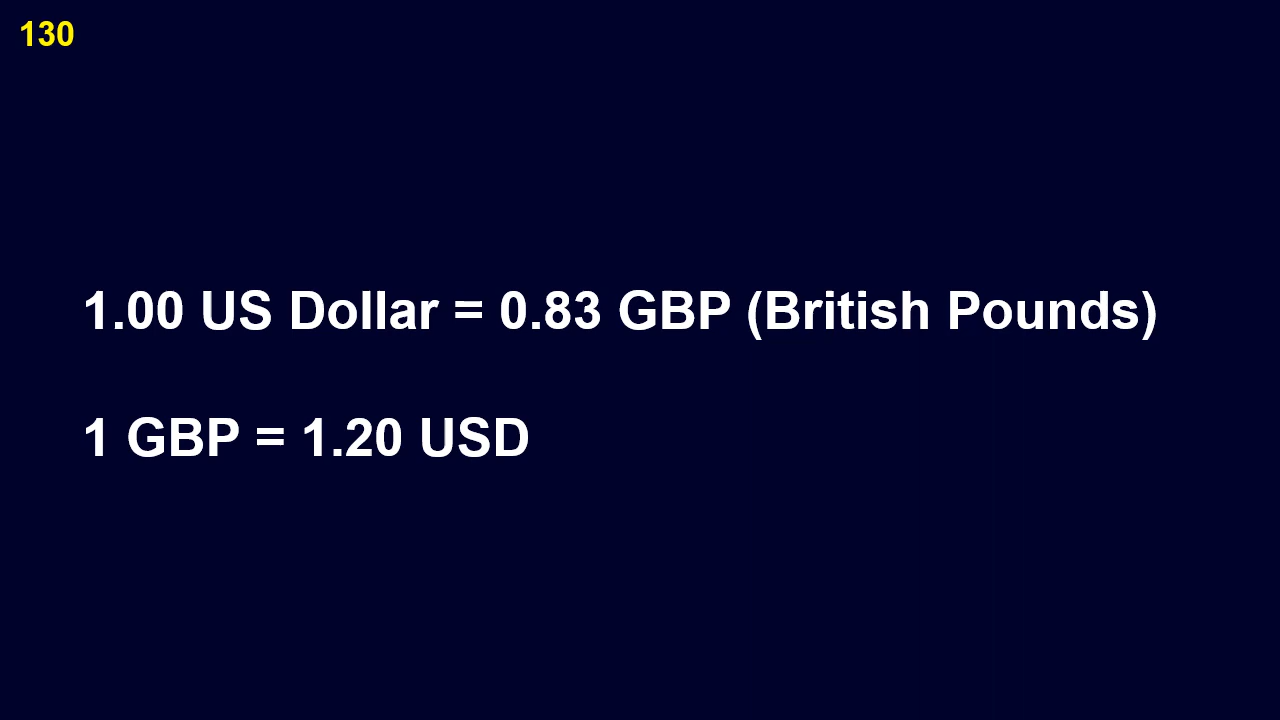 130
1.00 US Dollar = 0.83 GBP (British Pounds)
1 GBP = 1.20 USD